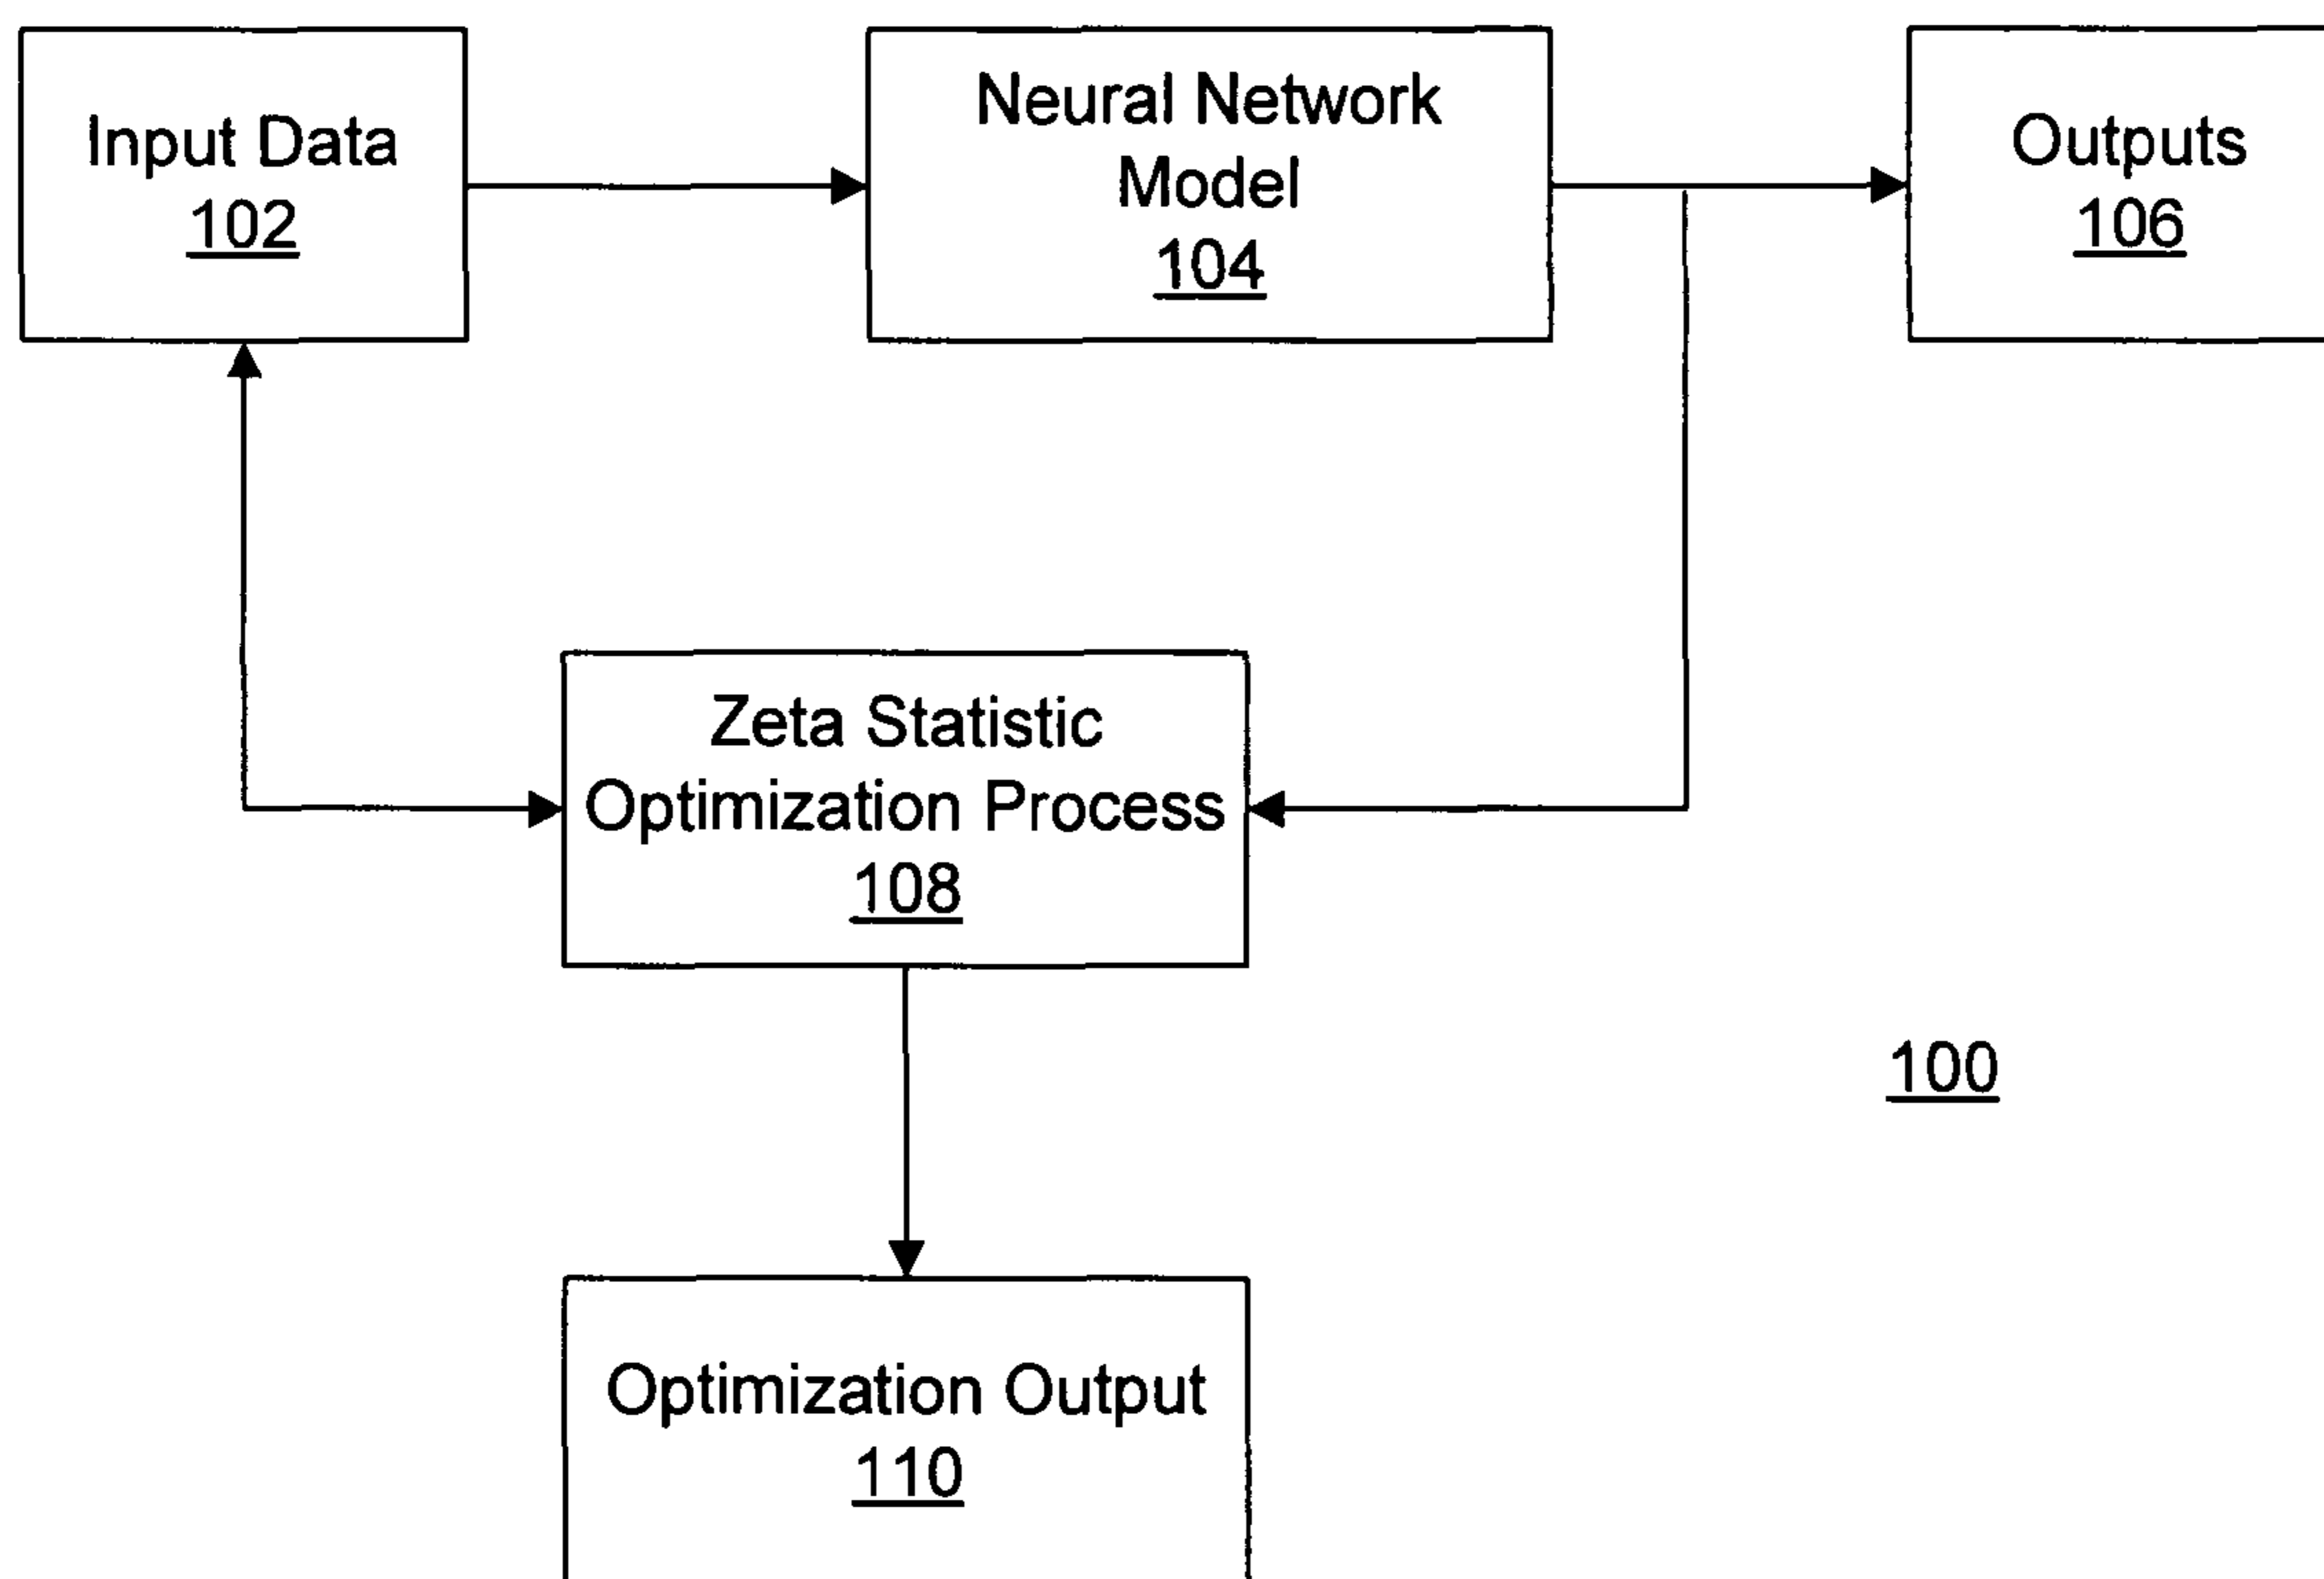 Input Data
102
Neural Network
Model
104
Outputs
106
Zeta Statistic
Optimization Process
108
100
Optimization Output
110